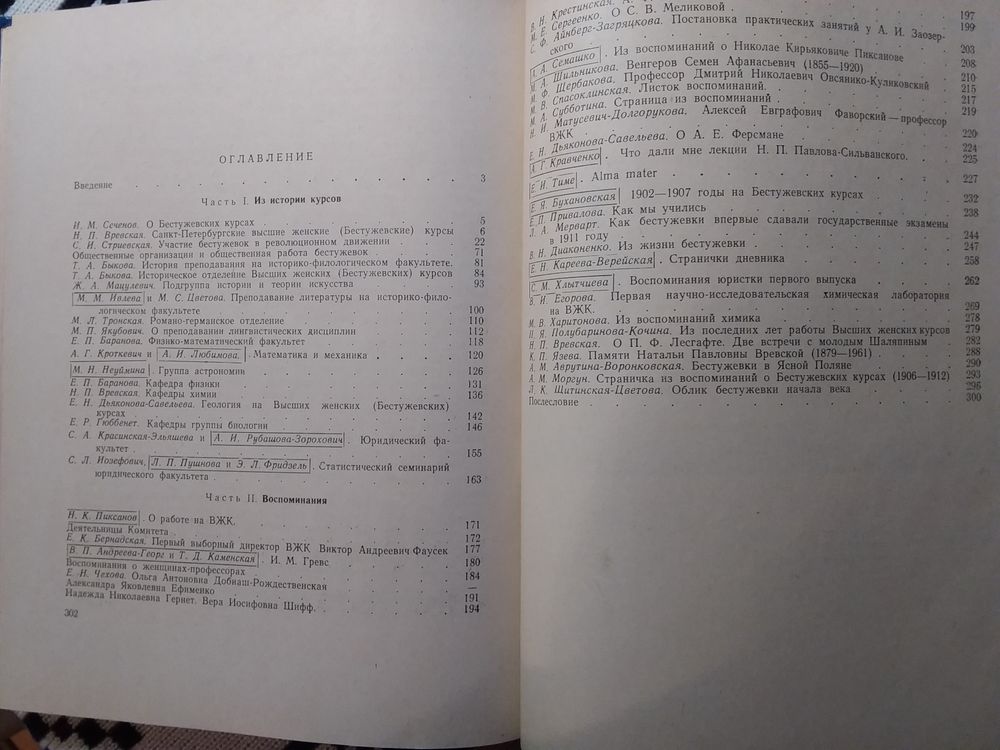 ОГЛАВЛЕНИЕ
Введение 3
Часть I. Из истории курсов
И. М. Сеченов. О Бестужевских курсах 5
Н. П. Вревская. Санкт-Петербургские высшие женские (Бестужевские) курсы 6
С. И. Стриевская. Участие бестужевок в революционном движении 22
Общественные организации и общественная работа бестужевок 71
Т. А. Быкова. История преподавания на историко-филологическом факультете. 81
Т. А. Быкова. Историческое отделение Высших женских (Бестужевских) курсов 84
Ж. А. Мацулевич. Подгруппа истории и теории искусства 93
М. М. Ивлева и М. С. Цветова. Преподавание литературы на историко-фило-
логическом факультете 100
М. Л. Тронская. Романо-германское отделение 110
М. П. Якубович. О преподавании лингвистических дисциплин 112
Е. П. Баранова. Физико-математический факультет 118
А. Г. Кроткевич и А. И. Любимова. Математика и механика 120
М. Н. Неуймина. Группа астрономии 126
Е. П. Баранова. Кафедра физики 131
Н. П. Вревская. Кафедры химии 136
Е. Н. Дьяконова-Савельева. Геология на Высших женских (Бестужевских)
курсах 142
Е. Р. Гюббенет. Кафедры группы биологии 146
С. А. Красинская-Эльяшева и А. И. Рубашова-Зорохович. Юридический фа-
культет 155
С. Л. Иозефович, Л. П. Пушнова и Э. Л. Фридзель. Статистический семинарий
юридического факультета 163
Часть II. Воспоминания
Н. К. Пиксанов. О работе на ВЖК. 171
Деятельницы Комитета 172
Е. К. Бернадская. Первый выборный директор ВЖК Виктор Андреевич Фаусек 177
В. П. Андреева-Георг и Т. Д. Каменская. И. М. Гревс 180
Воспоминания о женщинах-профессорах 184
Е. Н. Чехова. Ольга Антоновна Добиаш-Рождественская —
Александра Яковлевна Ефименко 191
Надежда Николаевна Гернет. Вера Иосифовна Шифф. 194
302
В. Н. Крестинская. 197
М. Е. Сергеенко. О С. В. Меликовой 199
С. Ф. Айнберг-Загряцкова. Постановка практических занятий у А. И. Заозер-
ского 203
А. А. Семашко. Из воспоминаний о Николае Кирьяковиче Пиксанове 208
М. А. Шильникова. Венгеров Семен Афанасьевич (1855—1920) 210
М. Ф. Щербакова. Профессор Дмитрий Николаевич Овсянико-Куликовский 215
М. В. Спасоклинская. Листок воспоминаний. 217
М. А. Субботина. Страница из воспоминаний 219
Н. И. Матусевич-Долгорукова. Алексей Евграфович Фаворский — профессор
ВЖК 220
Е. Н. Дьяконова-Савельева. О А. Е. Ферсмане 224
А. Г. Кравченко. Что дали мне лекции Н. П. Павлова-Сильванского. 225
Е. И. Тиме. Alma mater 227
Е. Я. Бухановская 1902—1907 годы на Бестужевских курсах 232
Е. П. Привалова. Как мы учились 238
Л. А. Мерварт. Как бестужевки впервые сдавали государственные экзамены
в 1911 году 244
В. Н. Диаконенко. Из жизни бестужевки 247
Е. Н. Кареева-Верейская. Странички дневника 258
С. М. Хлытчиева. Воспоминания юристки первого выпуска 262
В. И. Егорова. Первая научно-исследовательская химическая лаборатория
на ВЖК. 269
М. В. Харитонова. Из воспоминаний химика 278
П. Я. Полубаринова-Кочина. Из последних лет работы Высших женских курсов 279
Н. П. Вревская. О П. Ф. Лесгафте. Две встречи с молодым Шаляпиным 282
К. П. Язева. Памяти Натальи Павловны Вревской (1879—1961) 288
А. М. Аврутина-Воронковская. Бестужевки в Ясной Поляне 290
А. М. Моргун. Страничка из воспоминаний о Бестужевских курсах (1906—1912) 293
Л. К. Щитинская-Цветова. Облик бестужевки начала века 296
Послесловие 300